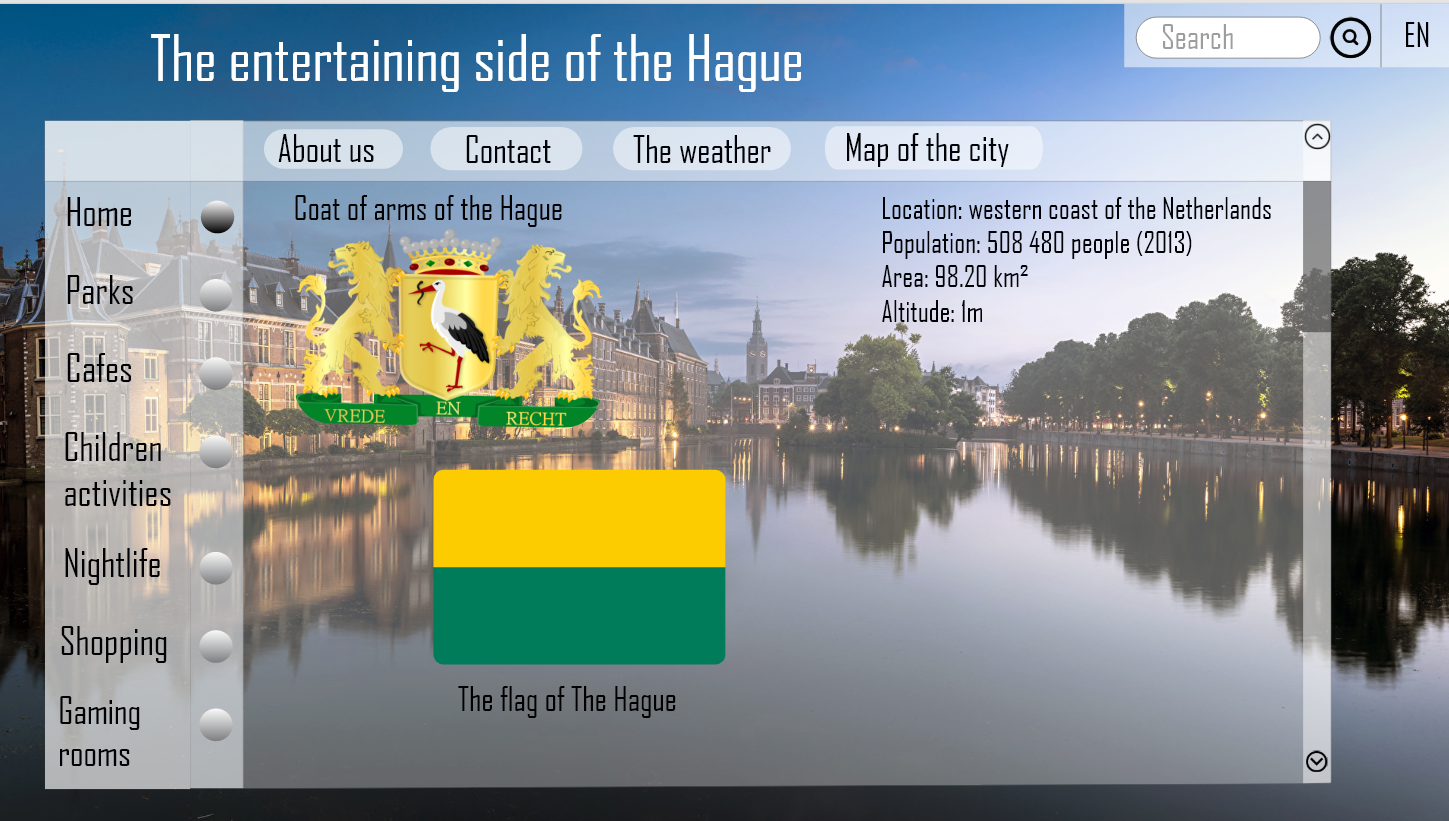 The entertaining side of the Hague
Search
EN
About us
Contact
The weather
Map of the city
Home
Parks
Cafes
Children
activities
Nightlife
Shopping
Gaming
rooms
Coat of arms of the Hague
VREDE EN RECHT
The flag of The Hague
Location: western coast of the Netherlands
Population: 508 480 people (2013)
Area: 98.20 km²
Altitude: 1m